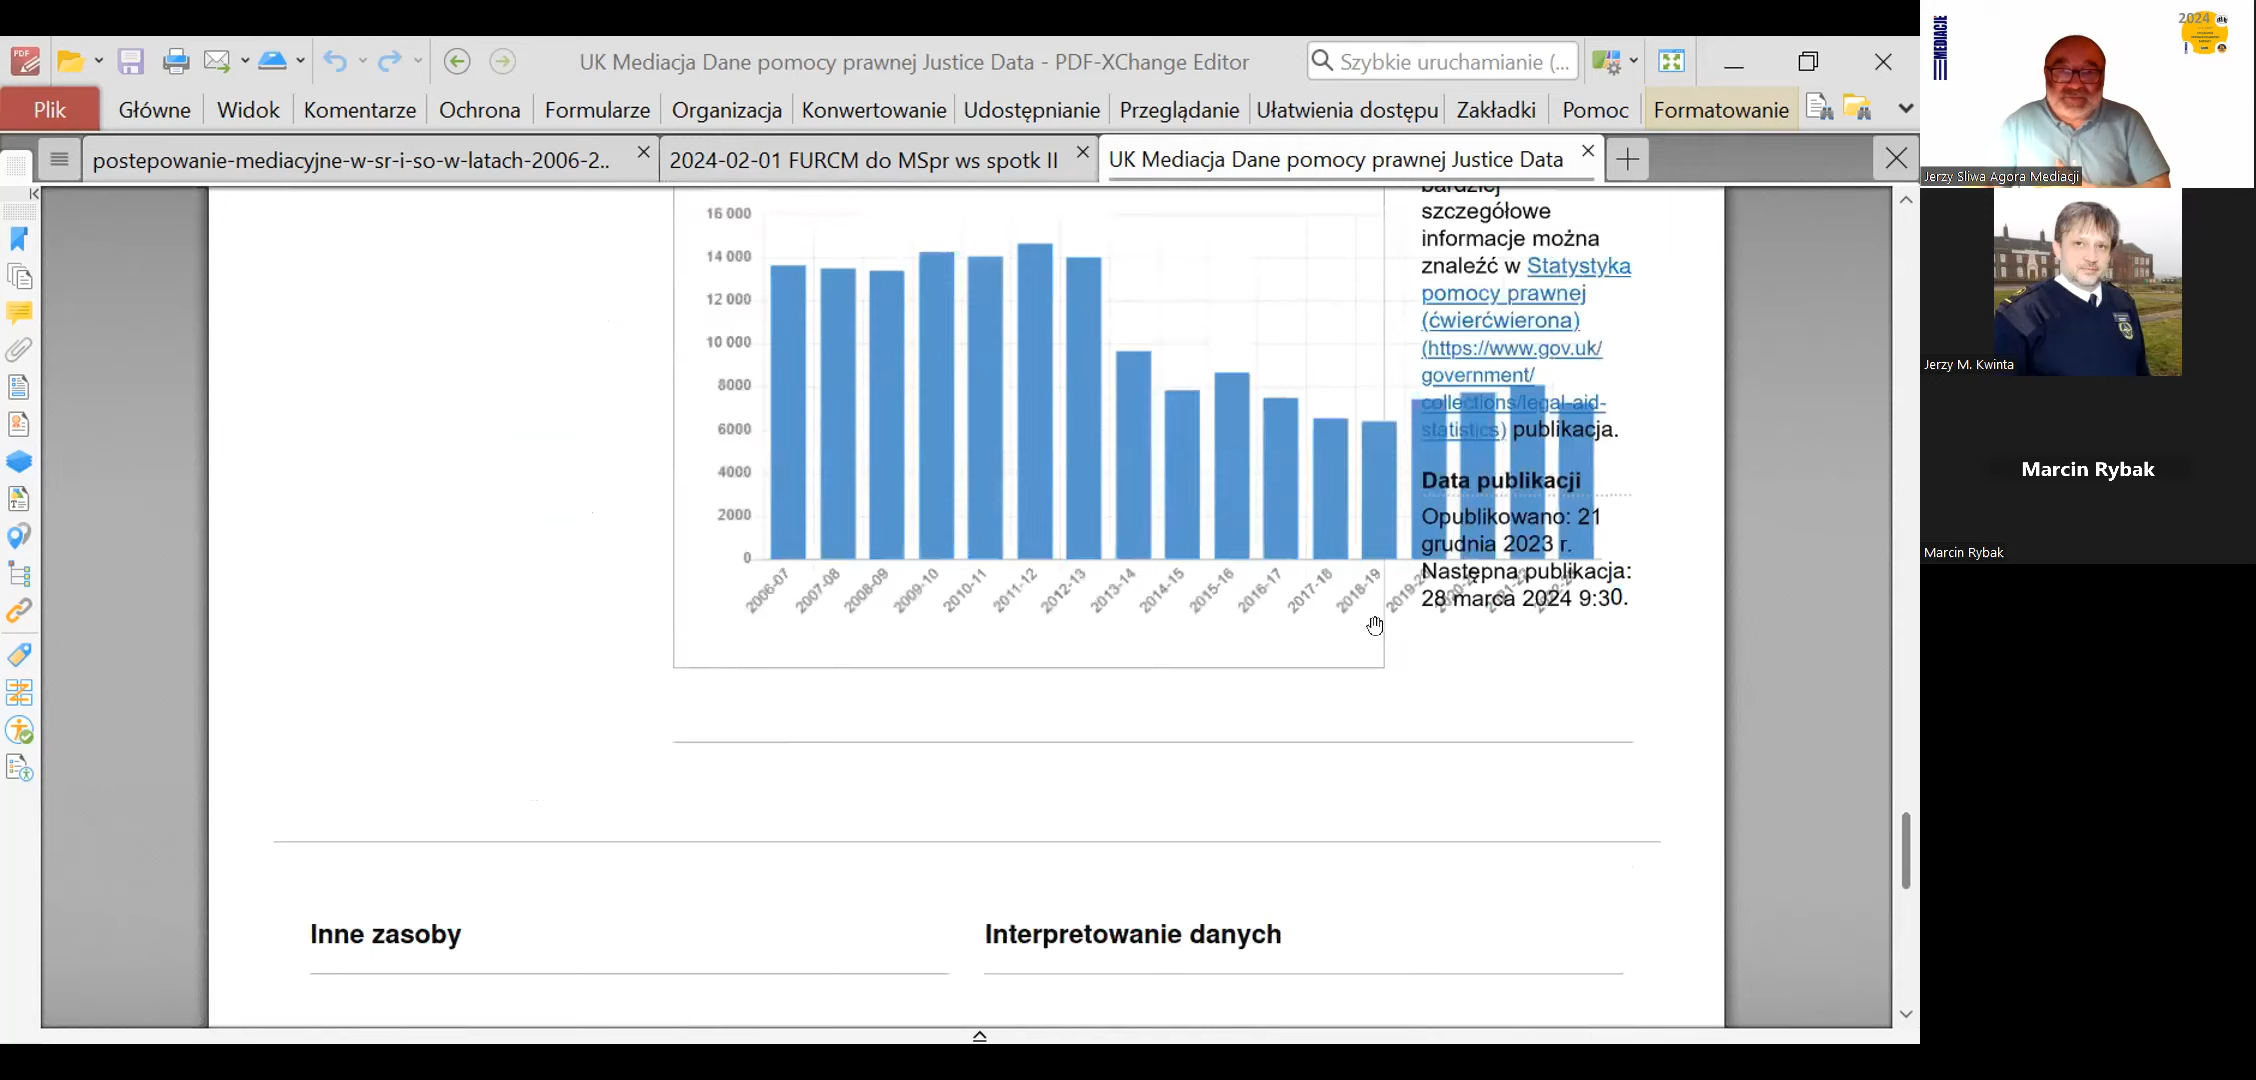 UK Mediacja Dane pomocy prawnej Justice Data - PDF-XChange Editor
Szybkie uruchamianie (...
Plik Główne Widok Komentarze Ochrona Formularze Organizacja Konwertowanie Udostępnianie Przeglądanie Ułatwienia dostępu Zakładki Pomoc Formatowanie
postepowanie-mediacyjne-w-sr-i-so-w-latach-2006-2..
2024-02-01 FURCM do MSpr ws spotk II
UK Mediacja Dane pomocy prawnej Justice Data
16 000
14 000
12 000
10 000
8000
6000
4000
2000
0
2006-07 2007-08 2008-09 2009-10 2010-11 2011-12 2012-13 2013-14 2014-15 2015-16 2016-17 2017-18 2018-19
bardziej
szczegółowe
informacje można
znaleźć w Statystyka
pomocy prawnej
(ćwierćwierona)
(https://www.gov.uk/
government/
collections/legal-aid-
statistics) publikacja.
Data publikacji
Opublikowano: 21
grudnia 2023 r.
Następna publikacja:
28 marca 2024 9:30.
Inne zasoby
Interpretowanie danych
MEDIACJE
2024
Jerzy Sliwa Agora Mediacji
Jerzy M. Kwinta
Marcin Rybak
Marcin Rybak